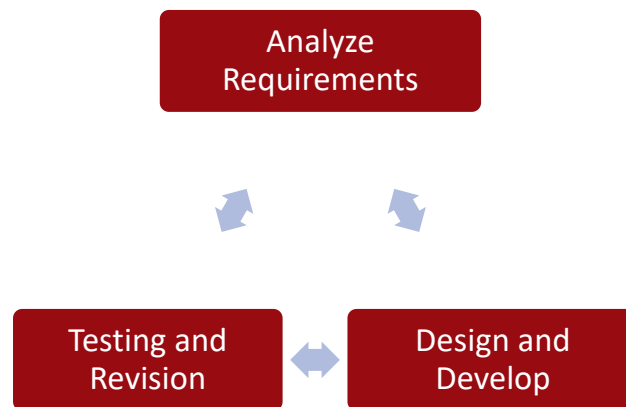 Analyze
Requirements
Testing and
Revision
Design and
Develop